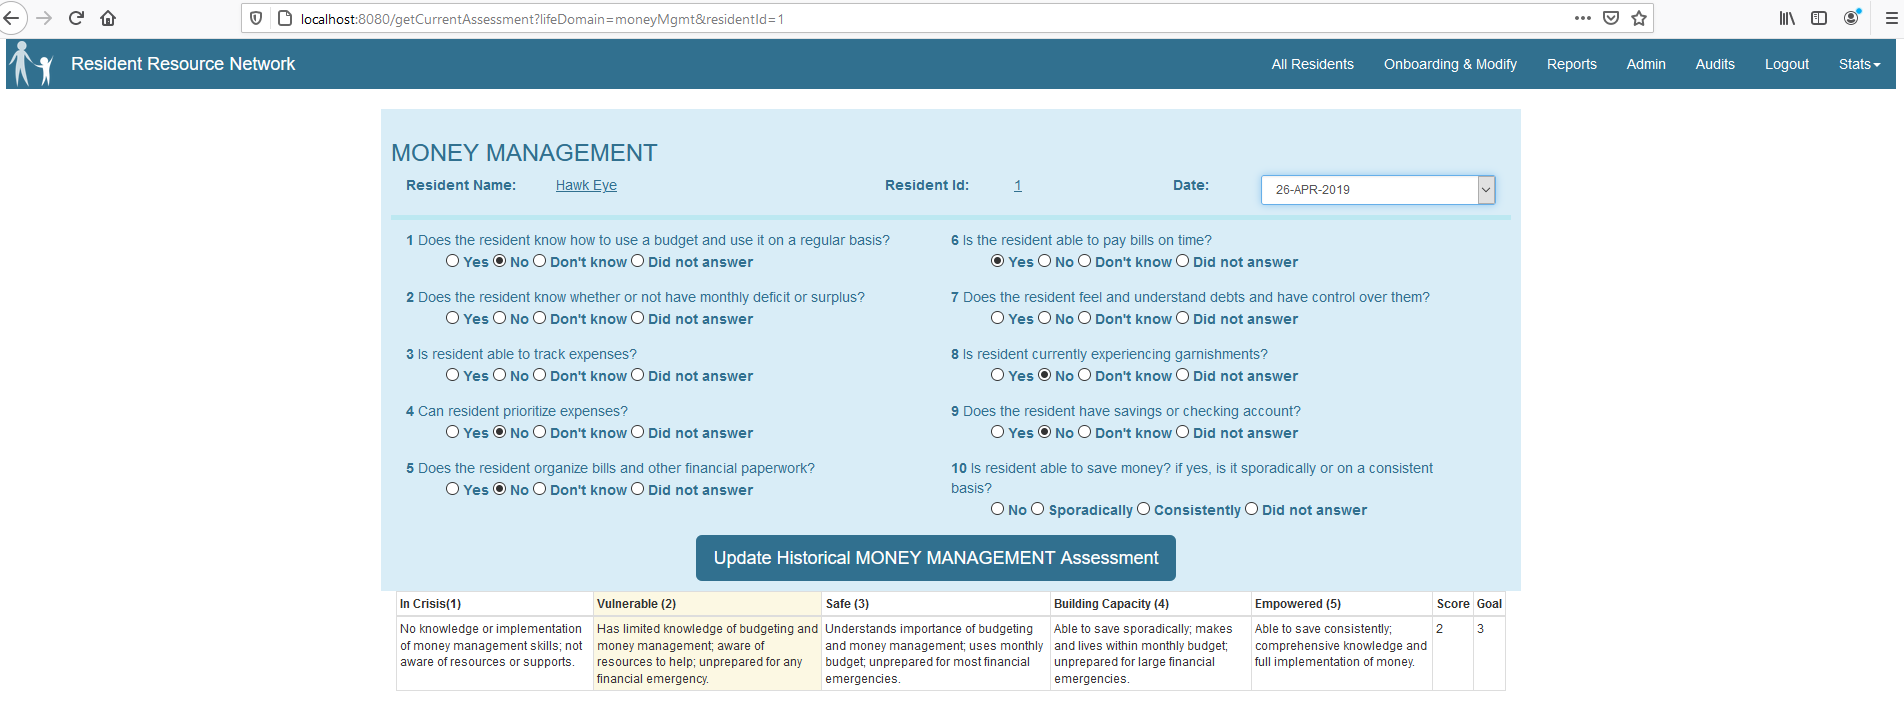 localhost:8080/getCurrentAssessment?lifeDomain=moneyMgmt&residentId=1
Resident Resource Network
All Residents Onboarding & Modify Reports Admin Audits Logout Stats
MONEY MANAGEMENT
Resident Name: Hawk Eye Resident Id: 1 Date: 26-APR-2019
1 Does the resident know how to use a budget and use it on a regular basis?
Yes No Don't know Did not answer
2 Does the resident know whether or not have monthly deficit or surplus?
Yes No Don't know Did not answer
3 Is resident able to track expenses?
Yes No Don't know Did not answer
4 Can resident prioritize expenses?
Yes No Don't know Did not answer
5 Does the resident organize bills and other financial paperwork?
Yes No Don't know Did not answer
6 Is the resident able to pay bills on time?
Yes No Don't know Did not answer
7 Does the resident feel and understand debts and have control over them?
Yes No Don't know Did not answer
8 Is resident currently experiencing garnishments?
Yes No Don't know Did not answer
9 Does the resident have savings or checking account?
Yes No Don't know Did not answer
10 Is resident able to save money? if yes, is it sporadically or on a consistent
basis?
No Sporadically Consistently Did not answer
Update Historical MONEY MANAGEMENT Assessment
In Crisis(1) Vulnerable (2) Safe (3) Building Capacity (4) Empowered (5) Score Goal
No knowledge or implementation
of money management skills; not
aware of resources or supports.
Has limited knowledge of budgeting and
money management; aware of
resources to help; unprepared for any
financial emergency.
Understands importance of budgeting
and money management; uses monthly
budget; unprepared for most financial
emergencies.
Able to save sporadically; makes
and lives within monthly budget;
unprepared for large financial
emergencies.
Able to save consistently;
comprehensive knowledge and
full implementation of money.
2
3